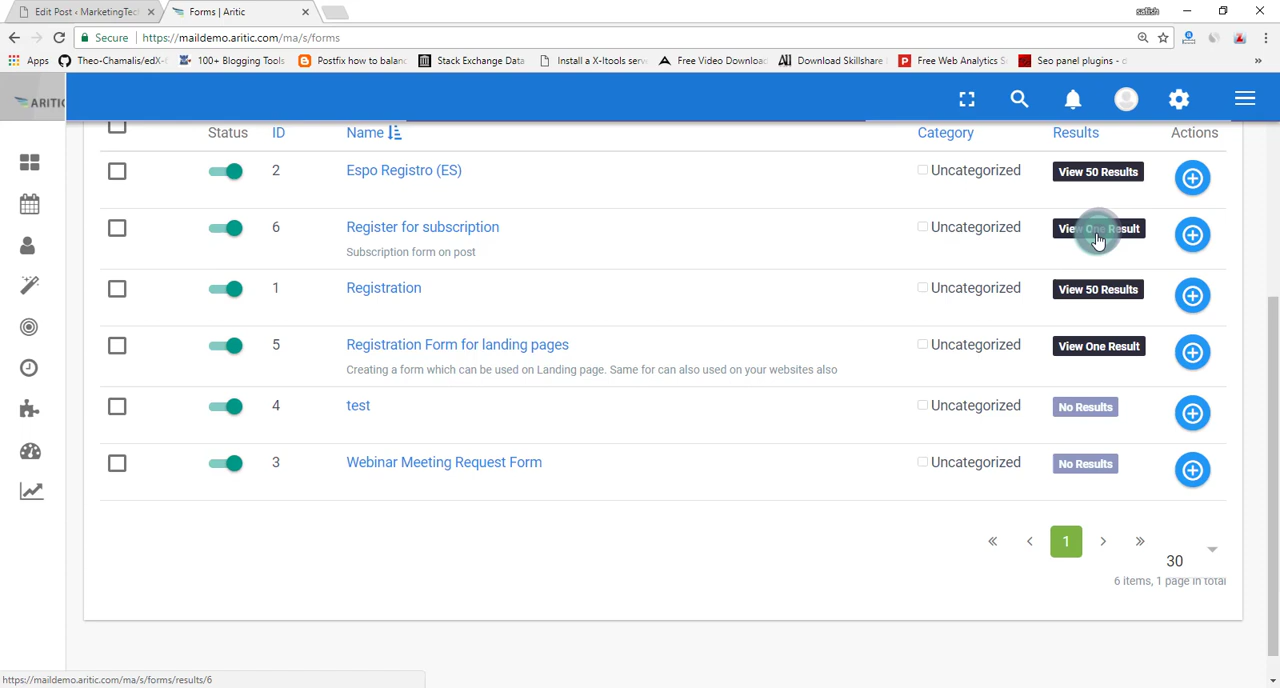 Edit Post ‹ MarketingTec
Forms | Aritic
satish
Secure
https://maildemo.aritic.com/ma/s/forms
Apps
Theo-Chamalis/edX-
100+ Blogging Tools
Postfix how to balanc
Stack Exchange Data
Install a X-Itools serv
Free Video Download
Download Skillshare
Free Web Analytics S
Seo panel plugins - d
»
ARITIC
Status ID Name Category Results Actions
2 Espo Registro (ES) Uncategorized View 50 Results
6 Register for subscription Uncategorized View One Result
Subscription form on post
1 Registration Uncategorized View 50 Results
5 Registration Form for landing pages Uncategorized View One Result
Creating a form which can be used on Landing page. Same for can also used on your websites also
4 test Uncategorized No Results
3 Webinar Meeting Request Form Uncategorized No Results
« ‹ 1 › »
30
6 items, 1 page in total
https://maildemo.aritic.com/ma/s/forms/results/6